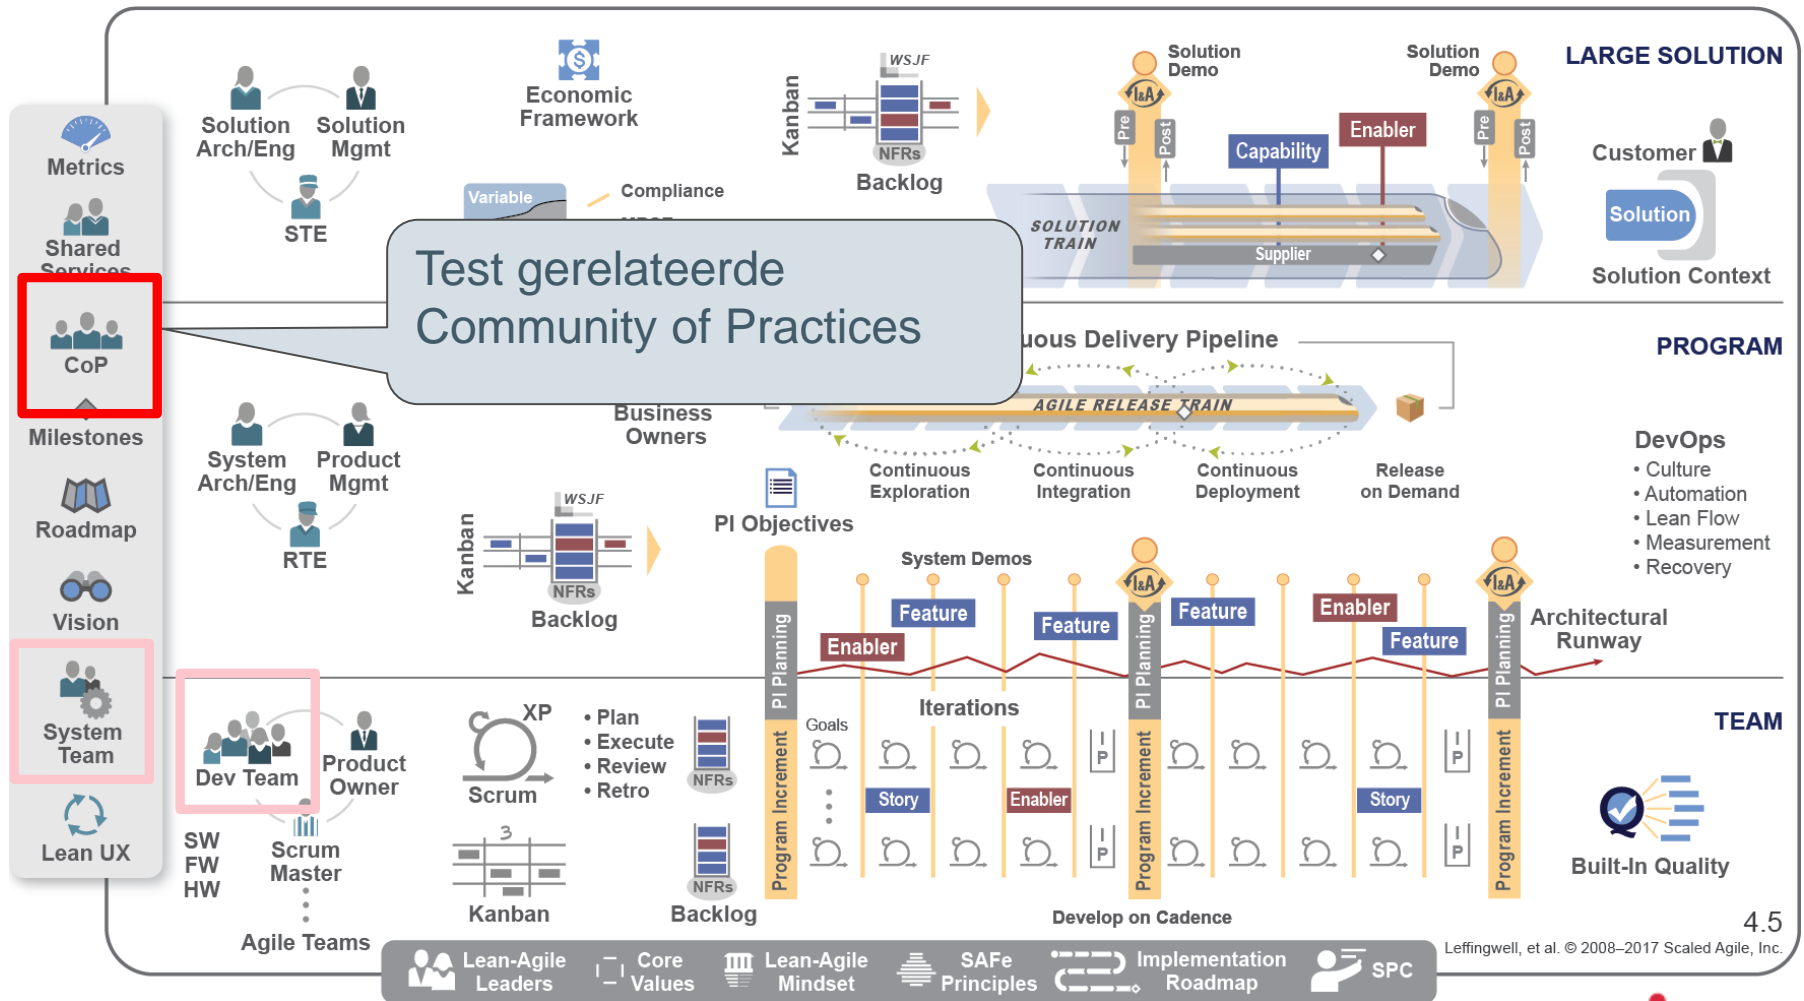 LARGE SOLUTION
Solution
Arch/Eng
Solution
Mgmt
STE
Economic
Framework
Variable
Compliance
Kanban
WSJF
NFRs
Backlog
Solution
Demo
I&A
Pre
Post
Capability
Enabler
Solution
Demo
I&A
Pre
Post
SOLUTION
TRAIN
Supplier
Customer
Solution
Solution Context
Metrics
Shared
Services
CoP
Milestones
Roadmap
Vision
System
Team
Lean UX
Test gerelateerde
Community of Practices
PROGRAM
uous Delivery Pipeline
AGILE RELEASE TRAIN
Business
Owners
Continuous
Exploration
Continuous
Integration
Continuous
Deployment
Release
on Demand
DevOps
• Culture
• Automation
• Lean Flow
• Measurement
• Recovery
System
Arch/Eng
Product
Mgmt
RTE
Kanban
WSJF
NFRs
Backlog
PI Objectives
System Demos
Enabler
Feature
Feature
I&A
Feature
Enabler
Feature
I&A
Architectural
Runway
PI Planning
PI Planning
PI Planning
TEAM
Dev Team
Product
Owner
Scrum
Master
SW
FW
HW
Agile Teams
XP
Scrum
• Plan
• Execute
• Review
• Retro
3
Kanban
NFRs
NFRs
Backlog
Program Increment
Goals
Iterations
Story
Enabler
I
P
I
P
Program Increment
Story
I
P
I
P
Program Increment
Develop on Cadence
Q
Built-In Quality
4.5
Leffingwell, et al. © 2008–2017 Scaled Agile, Inc.
Lean-Agile
Leaders
Core
Values
Lean-Agile
Mindset
SAFe
Principles
Implementation
Roadmap
SPC